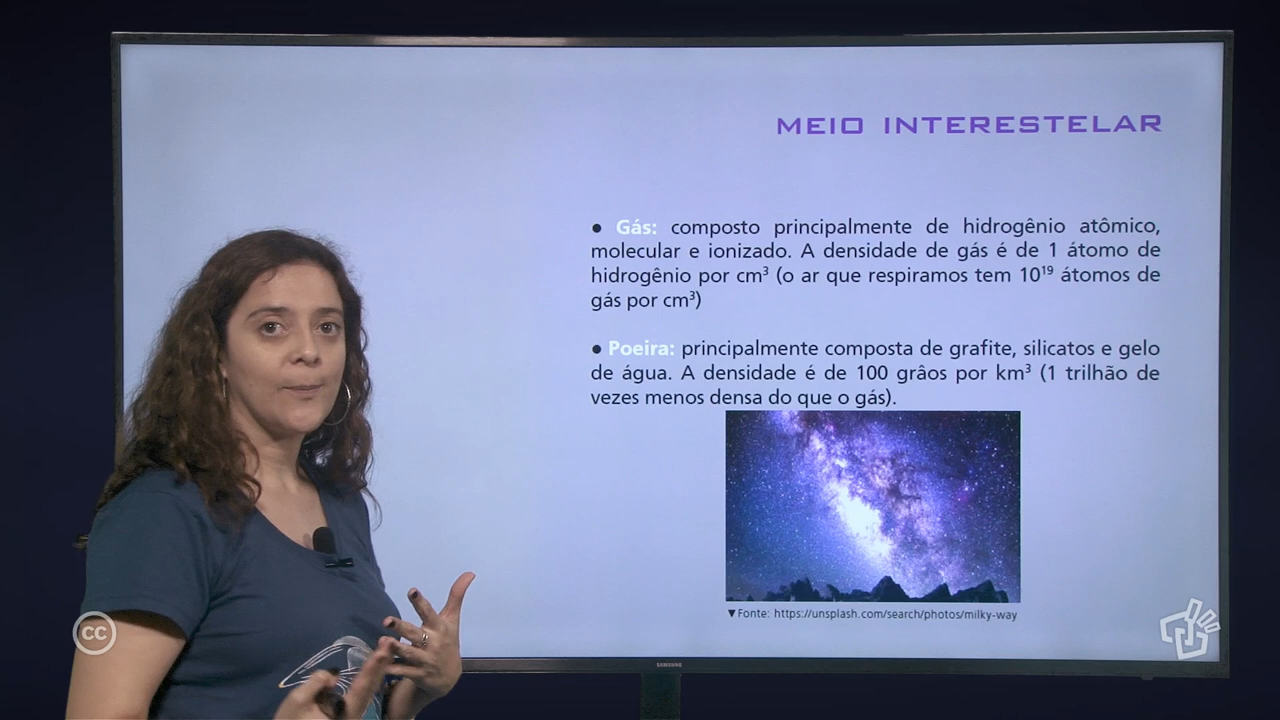 MEIO INTERESTELAR
● Gás: composto principalmente de hidrogênio atômico,
molecular e ionizado. A densidade de gás é de 1 átomo de
hidrogênio por cm³ (o ar que respiramos tem 10¹⁹ átomos de
gás por cm³)
● Poeira: principalmente composta de grafite, silicatos e gelo
de água. A densidade é de 100 grâos por km³ (1 trilhão de
vezes menos densa do que o gás).
▼Fonte: https://unsplash.com/search/photos/milky-way
cc
SAMSUNG